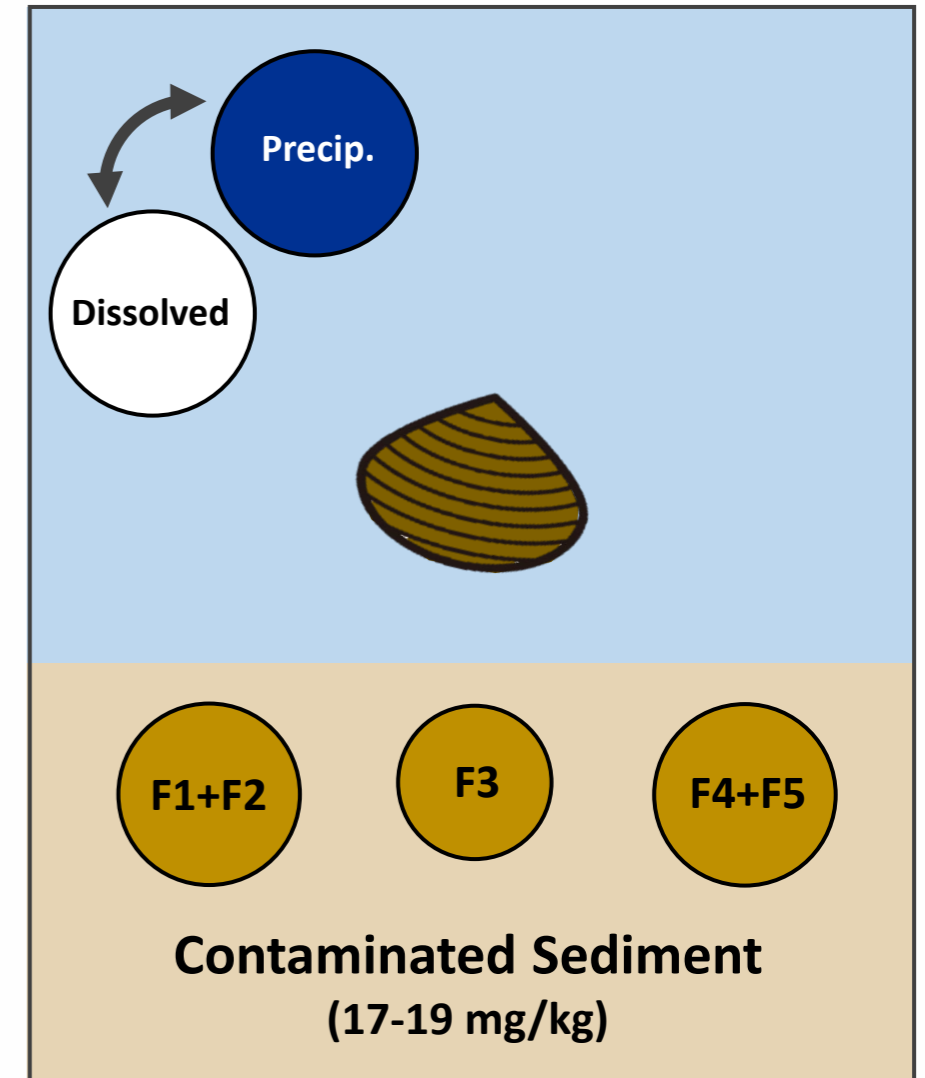 Precip.
Dissolved
F1+F2
F3
F4+F5
Contaminated Sediment
(17-19 mg/kg)